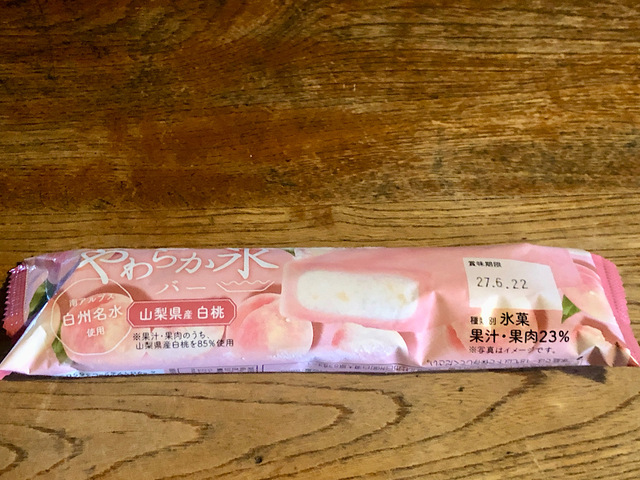 やわらか氷
バー
南アルプス
白州名水
使用
山梨県産 白桃
※果汁・果肉のうち、
山梨県産白桃を85%使用
賞味期限
27.6.22
種類別 氷菓
果汁・果肉23%
※写真はイメージです。